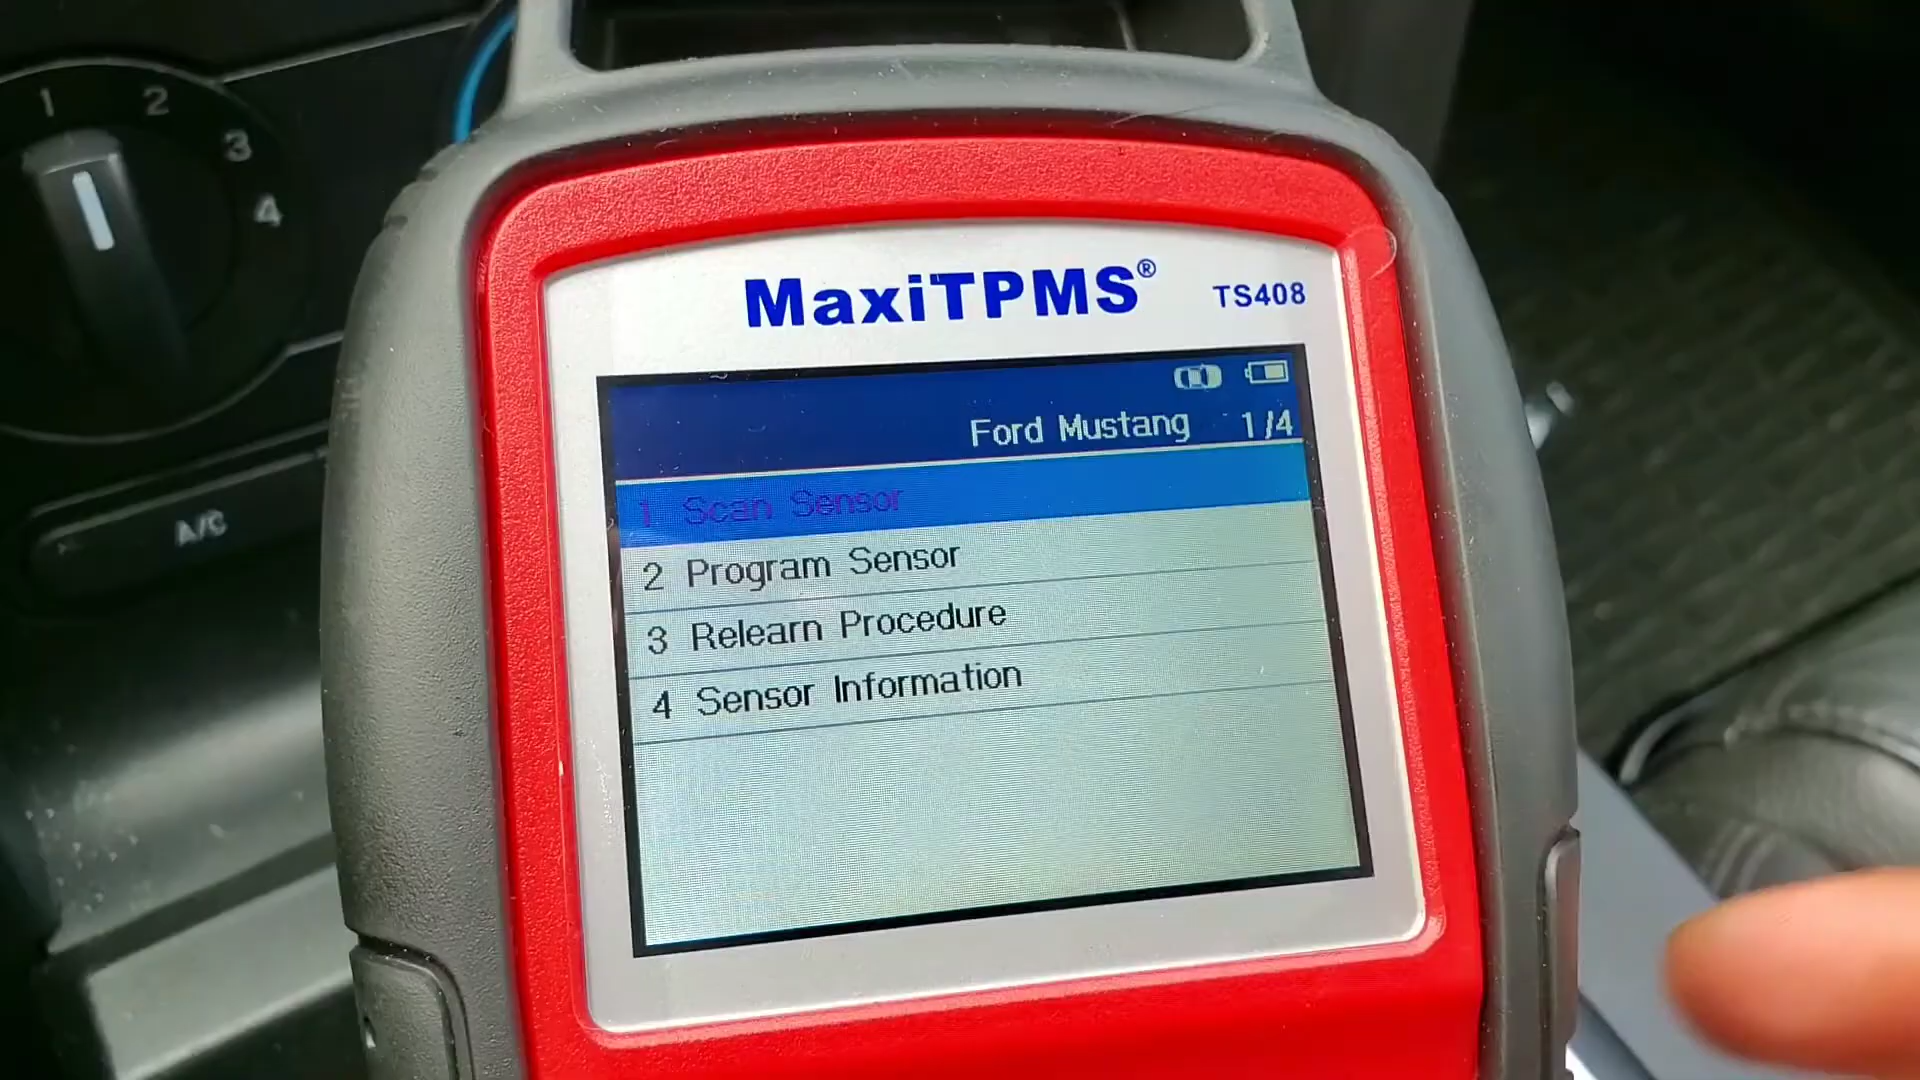 1 2 3 4
A/C
MaxiTPMS® TS408
Ford Mustang 1/4
1 Scan Sensor
2 Program Sensor
3 Relearn Procedure
4 Sensor Information